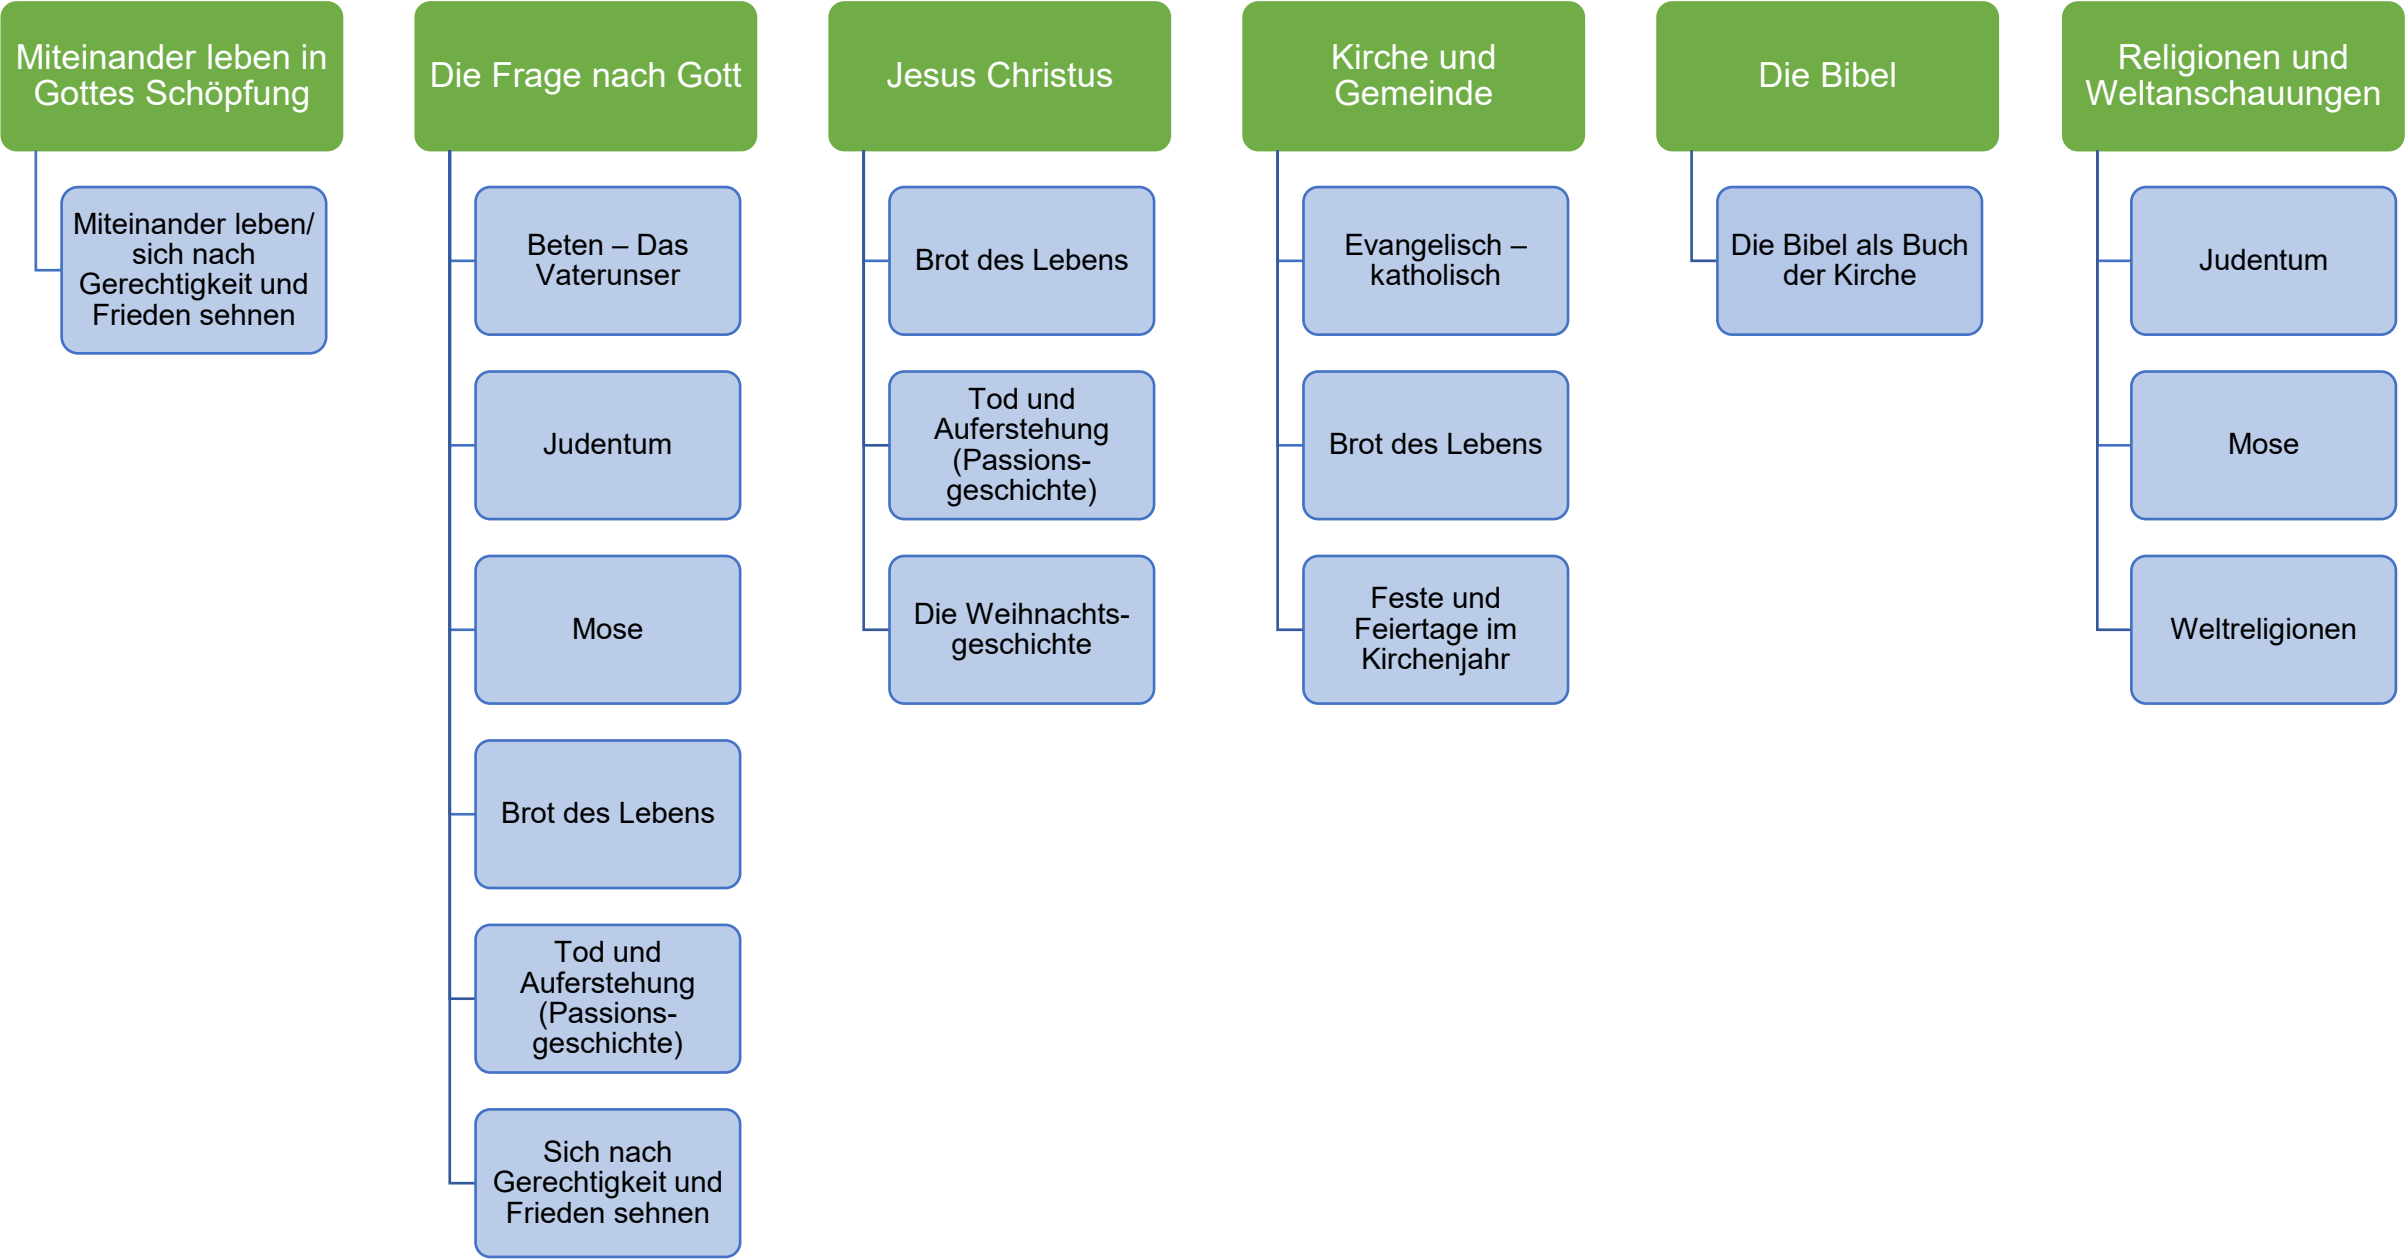 Miteinander leben in
Gottes Schöpfung
Miteinander leben/
sich nach
Gerechtigkeit und
Frieden sehnen
Die Frage nach Gott
Beten – Das
Vaterunser
Judentum
Mose
Brot des Lebens
Tod und
Auferstehung
(Passions-
geschichte)
Sich nach
Gerechtigkeit und
Frieden sehnen
Jesus Christus
Brot des Lebens
Tod und
Auferstehung
(Passions-
geschichte)
Die Weihnachts-
geschichte
Kirche und
Gemeinde
Evangelisch –
katholisch
Brot des Lebens
Feste und
Feiertage im
Kirchenjahr
Die Bibel
Die Bibel als Buch
der Kirche
Religionen und
Weltanschauungen
Judentum
Mose
Weltreligionen